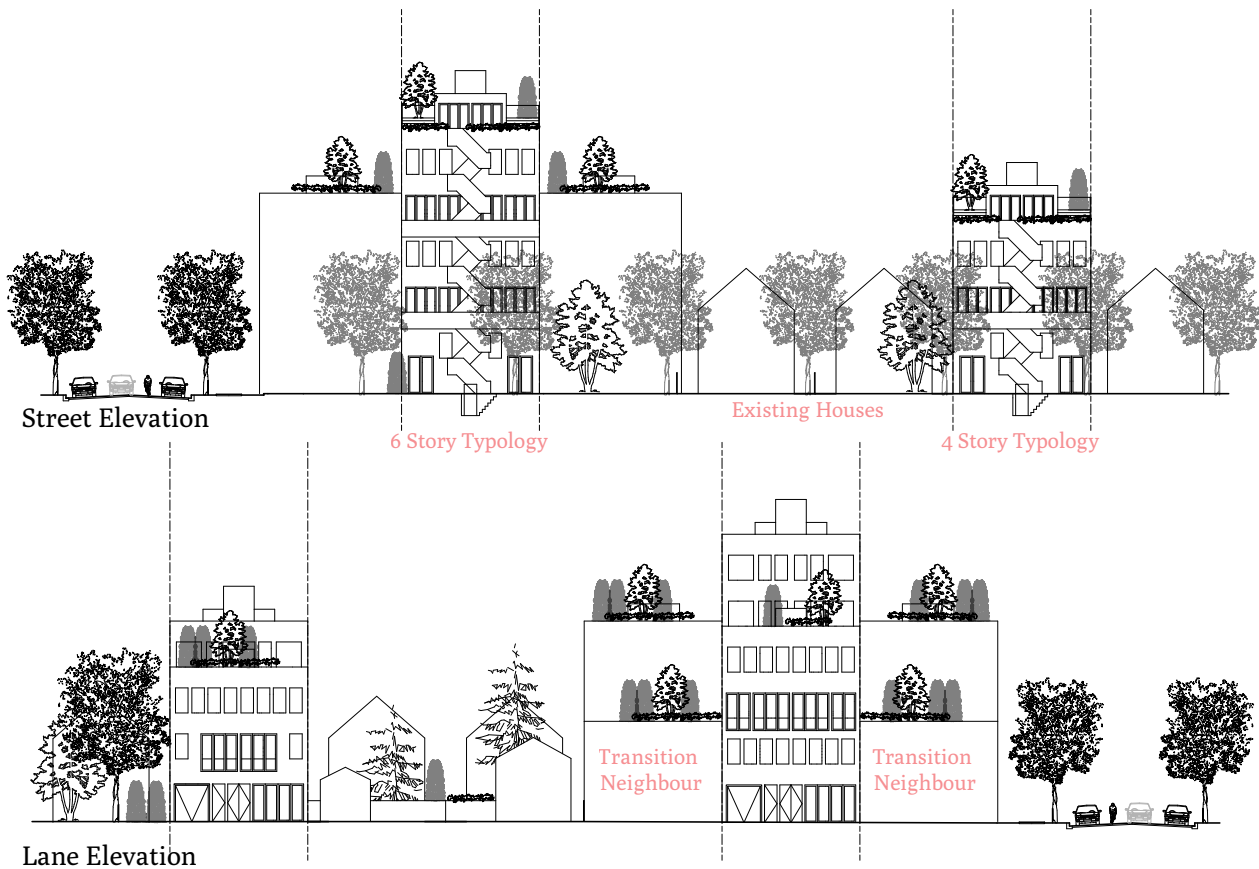 Street Elevation
Existing Houses
6 Story Typology
4 Story Typology
Transition
Neighbour
Transition
Neighbour
Lane Elevation